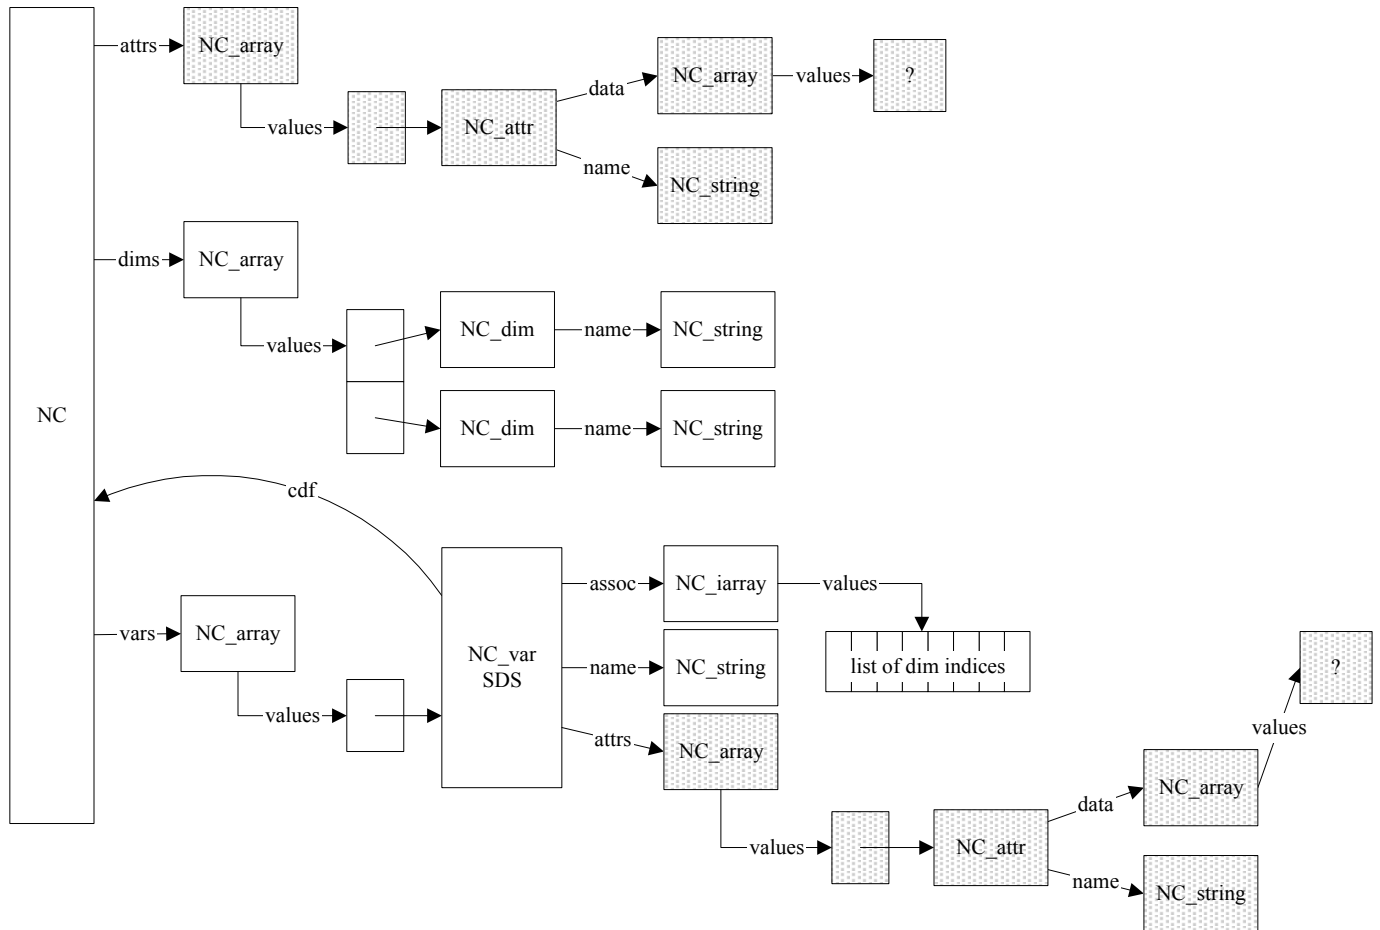 attrs
NC_array
values
NC_attr
data
NC_array
values
?
name
NC_string
dims
NC_array
values
NC_dim
name
NC_string
NC_dim
name
NC_string
NC
cdf
vars
NC_array
values
NC_var
SDS
assoc
NC_iarray
values
list of dim indices
name
NC_string
attrs
NC_array
values
NC_attr
data
NC_array
values
?
name
NC_string